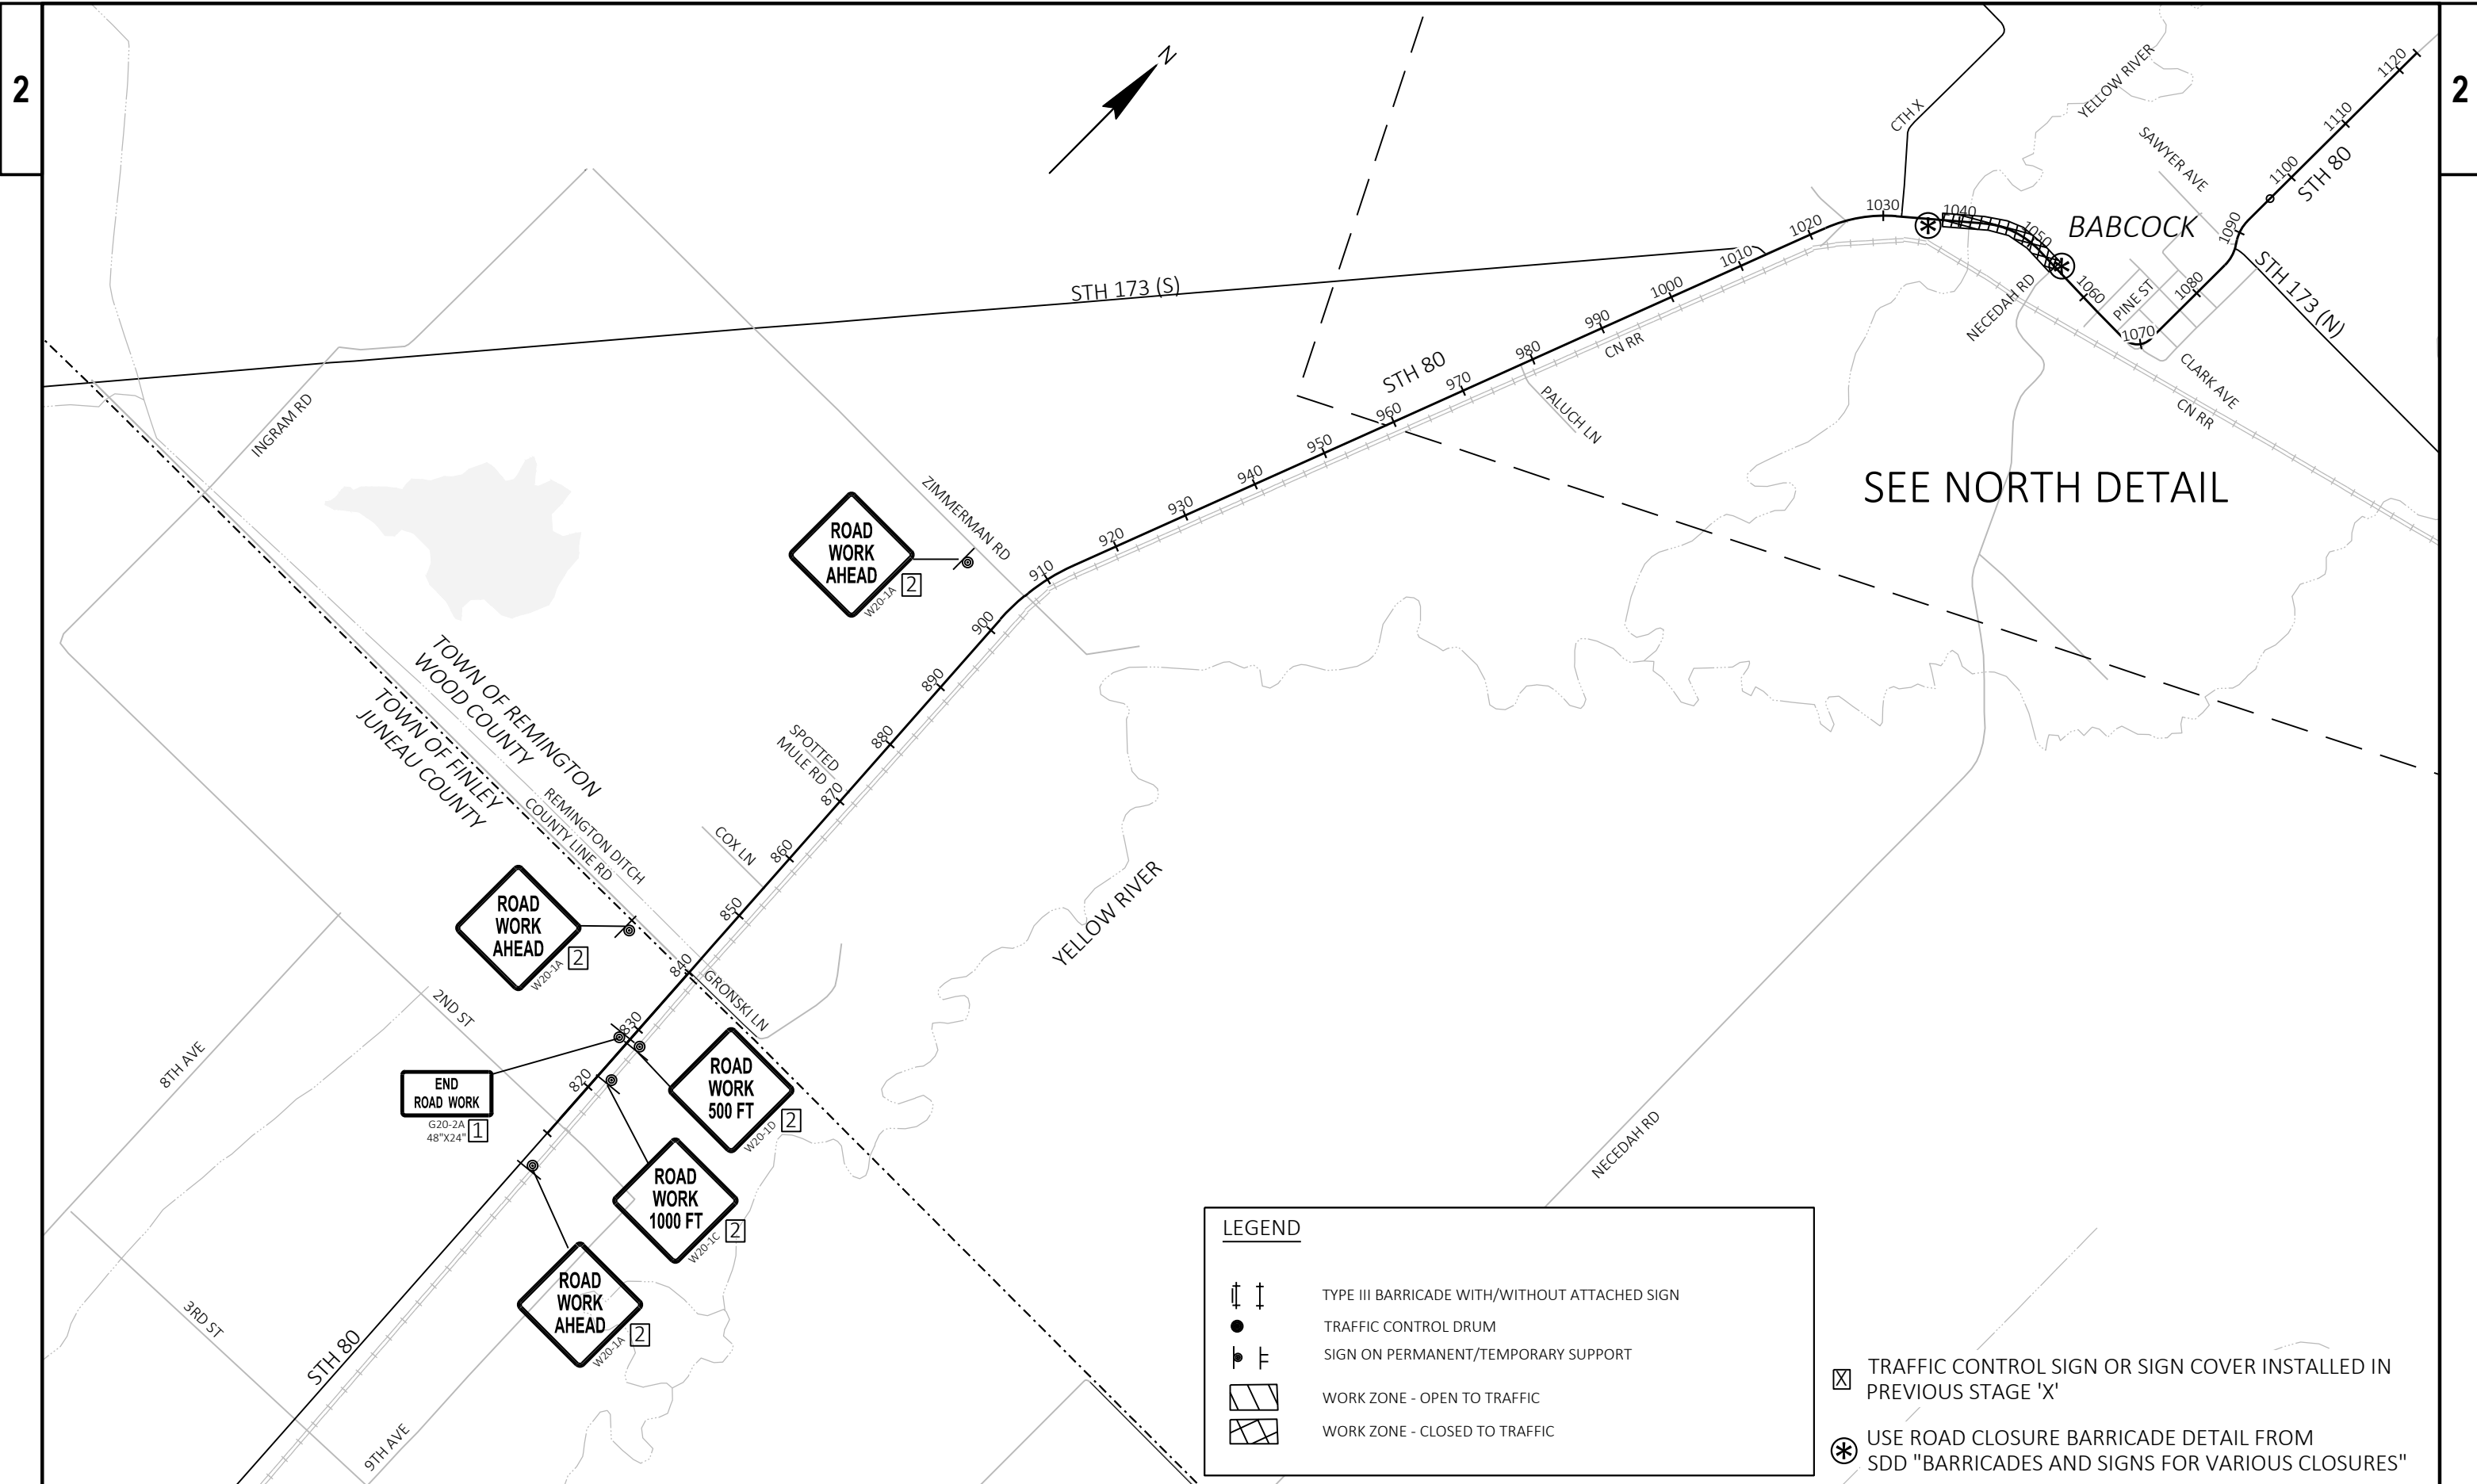 2
2
N
CTH X
YELLOW RIVER
SAWYER AVE
1120
1110
1100
STH 80
1090
BABCOCK
STH 173 (N)
1080
PINE ST
1070
1060
NECEDAH RD
1050
1040
1030
1020
1010
1000
990
980
970
960
950
940
930
920
910
900
890
880
870
860
850
840
830
820
CLARK AVE
CN RR
STH 173 (S)
STH 80
CN RR
PALUCH LN
SEE NORTH DETAIL
INGRAM RD
ZIMMERMAN RD
ROAD
WORK
AHEAD
W20-1A
2
TOWN OF REMINGTON
WOOD COUNTY
TOWN OF FINLEY
JUNEAU COUNTY
REMINGTON DITCH
COUNTY LINE RD
SPOTTED
MULE RD
COX LN
YELLOW RIVER
ROAD
WORK
AHEAD
W20-1A
2
GRONSKI LN
2ND ST
8TH AVE
END
ROAD WORK
G20-2A
48"X24"
1
ROAD
WORK
500 FT
W20-1D
2
ROAD
WORK
1000 FT
W20-1C
2
ROAD
WORK
AHEAD
W20-1A
2
3RD ST
STH 80
9TH AVE
NECEDAH RD
LEGEND
TYPE III BARRICADE WITH/WITHOUT ATTACHED SIGN
TRAFFIC CONTROL DRUM
SIGN ON PERMANENT/TEMPORARY SUPPORT
WORK ZONE - OPEN TO TRAFFIC
WORK ZONE - CLOSED TO TRAFFIC
X
TRAFFIC CONTROL SIGN OR SIGN COVER INSTALLED IN
PREVIOUS STAGE 'X'
USE ROAD CLOSURE BARRICADE DETAIL FROM
SDD "BARRICADES AND SIGNS FOR VARIOUS CLOSURES"